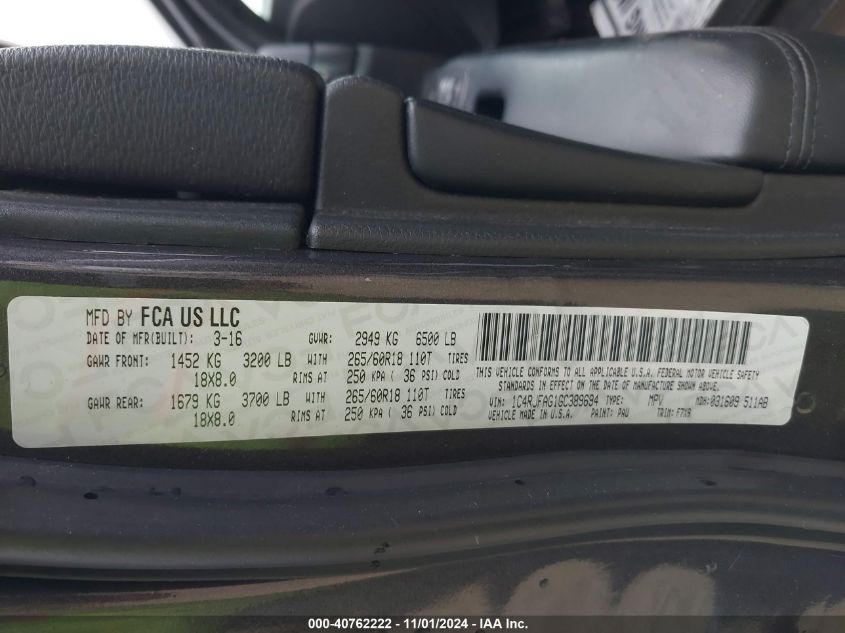 MFD BY FCA US LLC
DATE OF MFR(BUILT): 3-16 GVWR: 2949 KG 6500 LB
GAWR FRONT: 1452 KG 3200 LB WITH 265/60R18 110T TIRES
18X8.0 RIMS AT 250 KPA ( 36 PSI) COLD
GAWR REAR: 1679 KG 3700 LB WITH 265/60R18 110T TIRES
18X8.0 RIMS AT 250 KPA ( 36 PSI) COLD
THIS VEHICLE CONFORMS TO ALL APPLICABLE U.S.A. FEDERAL MOTOR VEHICLE SAFETY
STANDARDS IN EFFECT ON THE DATE OF MANUFACTURE SHOWN ABOVE.
VIN: 1C4RJFAG1GC389694 TYPE: MPV MDH: 031609 511AB
VEHICLE MADE IN U.S.A. PAINT: PAU TRIM: F7X9
000-40762222 - 11/01/2024 - IAA Inc.